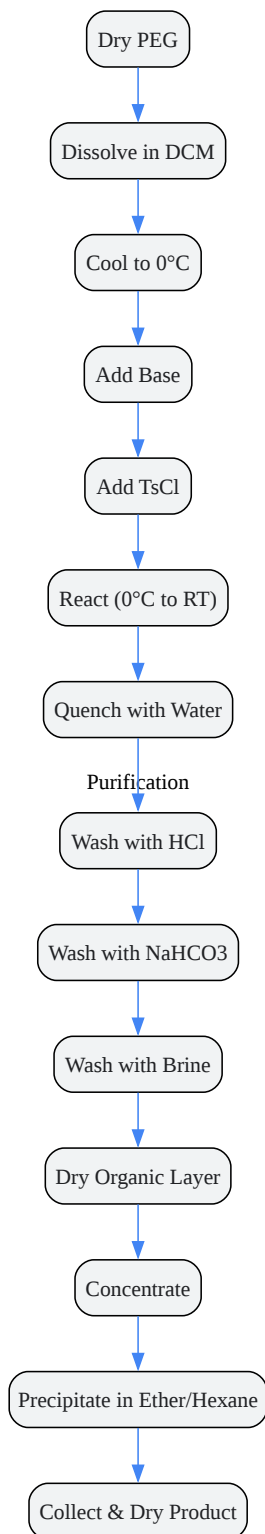 Dry PEG
Dissolve in DCM
Cool to 0°C
Add Base
Add TsCl
React (0°C to RT)
Quench with Water
Purification
Wash with HCl
Wash with NaHCO3
Wash with Brine
Dry Organic Layer
Concentrate
Precipitate in Ether/Hexane
Collect & Dry Product